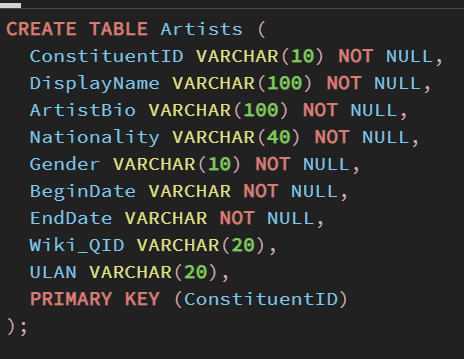 CREATE TABLE Artists (
  ConstituentID VARCHAR(10) NOT NULL,
  DisplayName VARCHAR(100) NOT NULL,
  ArtistBio VARCHAR(100) NOT NULL,
  Nationality VARCHAR(40) NOT NULL,
  Gender VARCHAR(10) NOT NULL,
  BeginDate VARCHAR NOT NULL,
  EndDate VARCHAR NOT NULL,
  Wiki_QID VARCHAR(20),
  ULAN VARCHAR(20),
  PRIMARY KEY (ConstituentID)
);